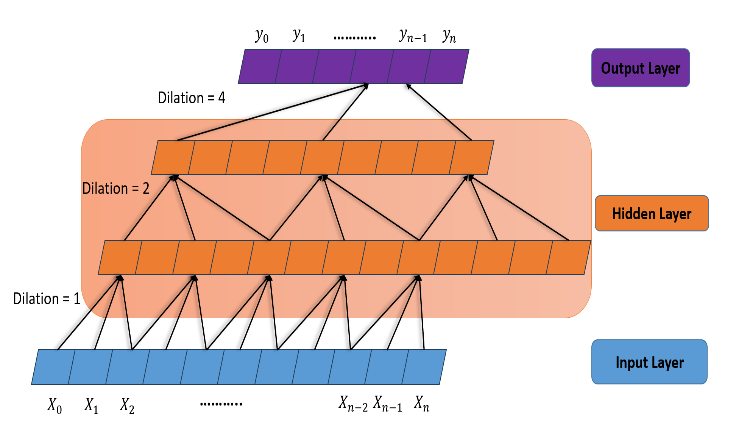 y₀ y₁ ........... yₙ₋₁ yₙ
Output Layer
Dilation = 4
Dilation = 2
Hidden Layer
Dilation = 1
Input Layer
X₀ X₁ X₂ ........... Xₙ₋₂ Xₙ₋₁ Xₙ